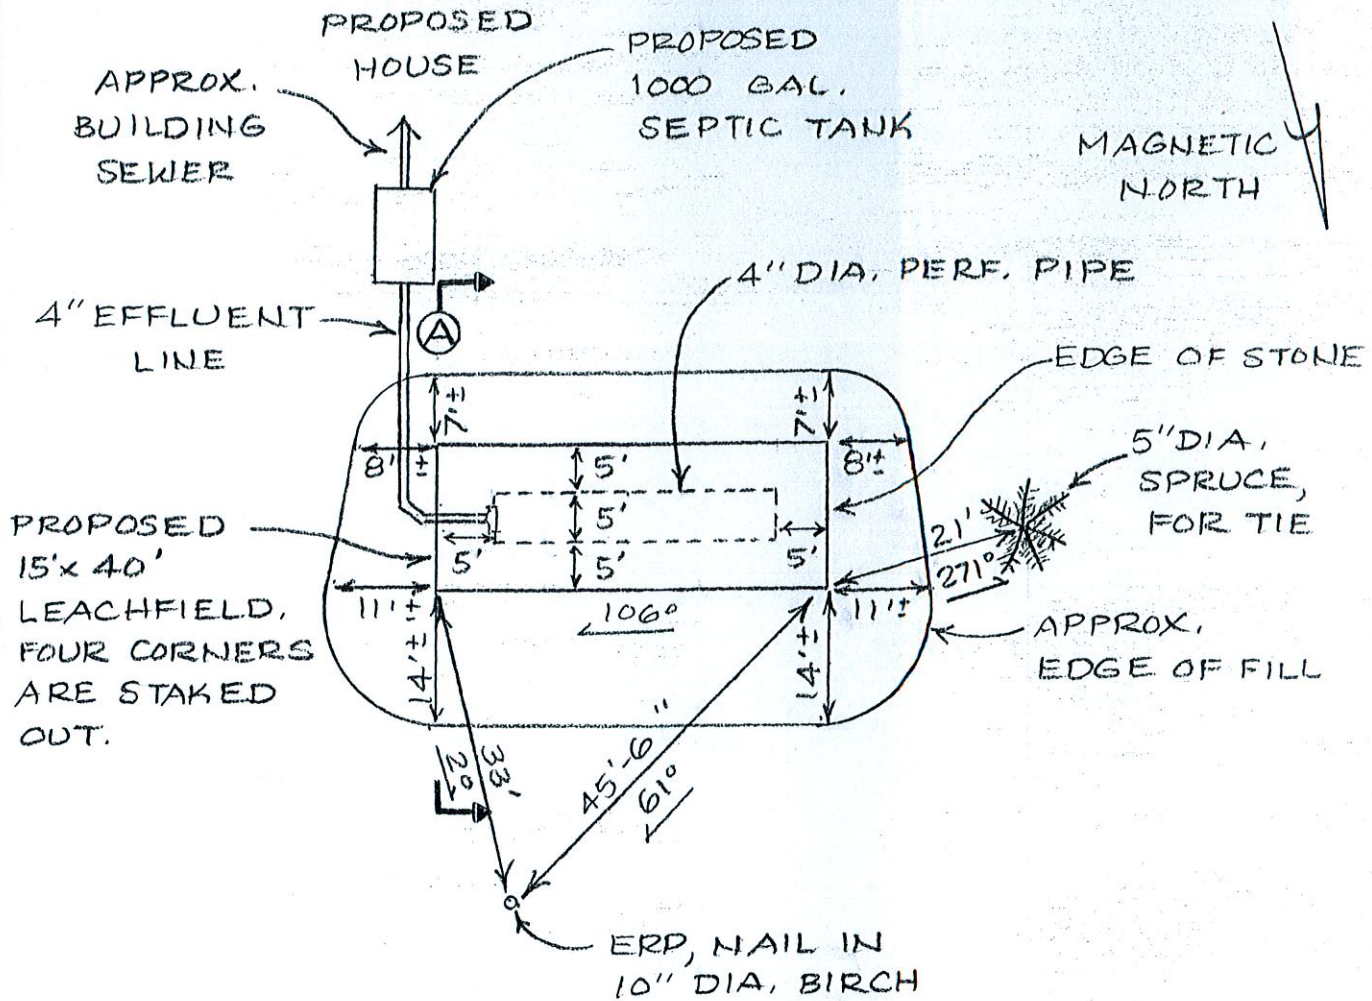 PROPOSED
HOUSE
PROPOSED
1000 GAL.
SEPTIC TANK
APPROX.
BUILDING
SEWER
MAGNETIC
NORTH
4" DIA. PERF. PIPE
4" EFFLUENT
LINE
A
EDGE OF STONE
7'±
7'±
8'±
8'±
5'
5'
5'
5'
5'
5" DIA.
SPRUCE,
FOR TIE
21'
271°
PROPOSED
15'x 40'
LEACHFIELD,
FOUR CORNERS
ARE STAKED
OUT.
11'±
106°
11'±
14'±
14'±
APPROX.
EDGE OF FILL
33'
2°
45'-6"
61°
ERP, NAIL IN
10" DIA, BIRCH